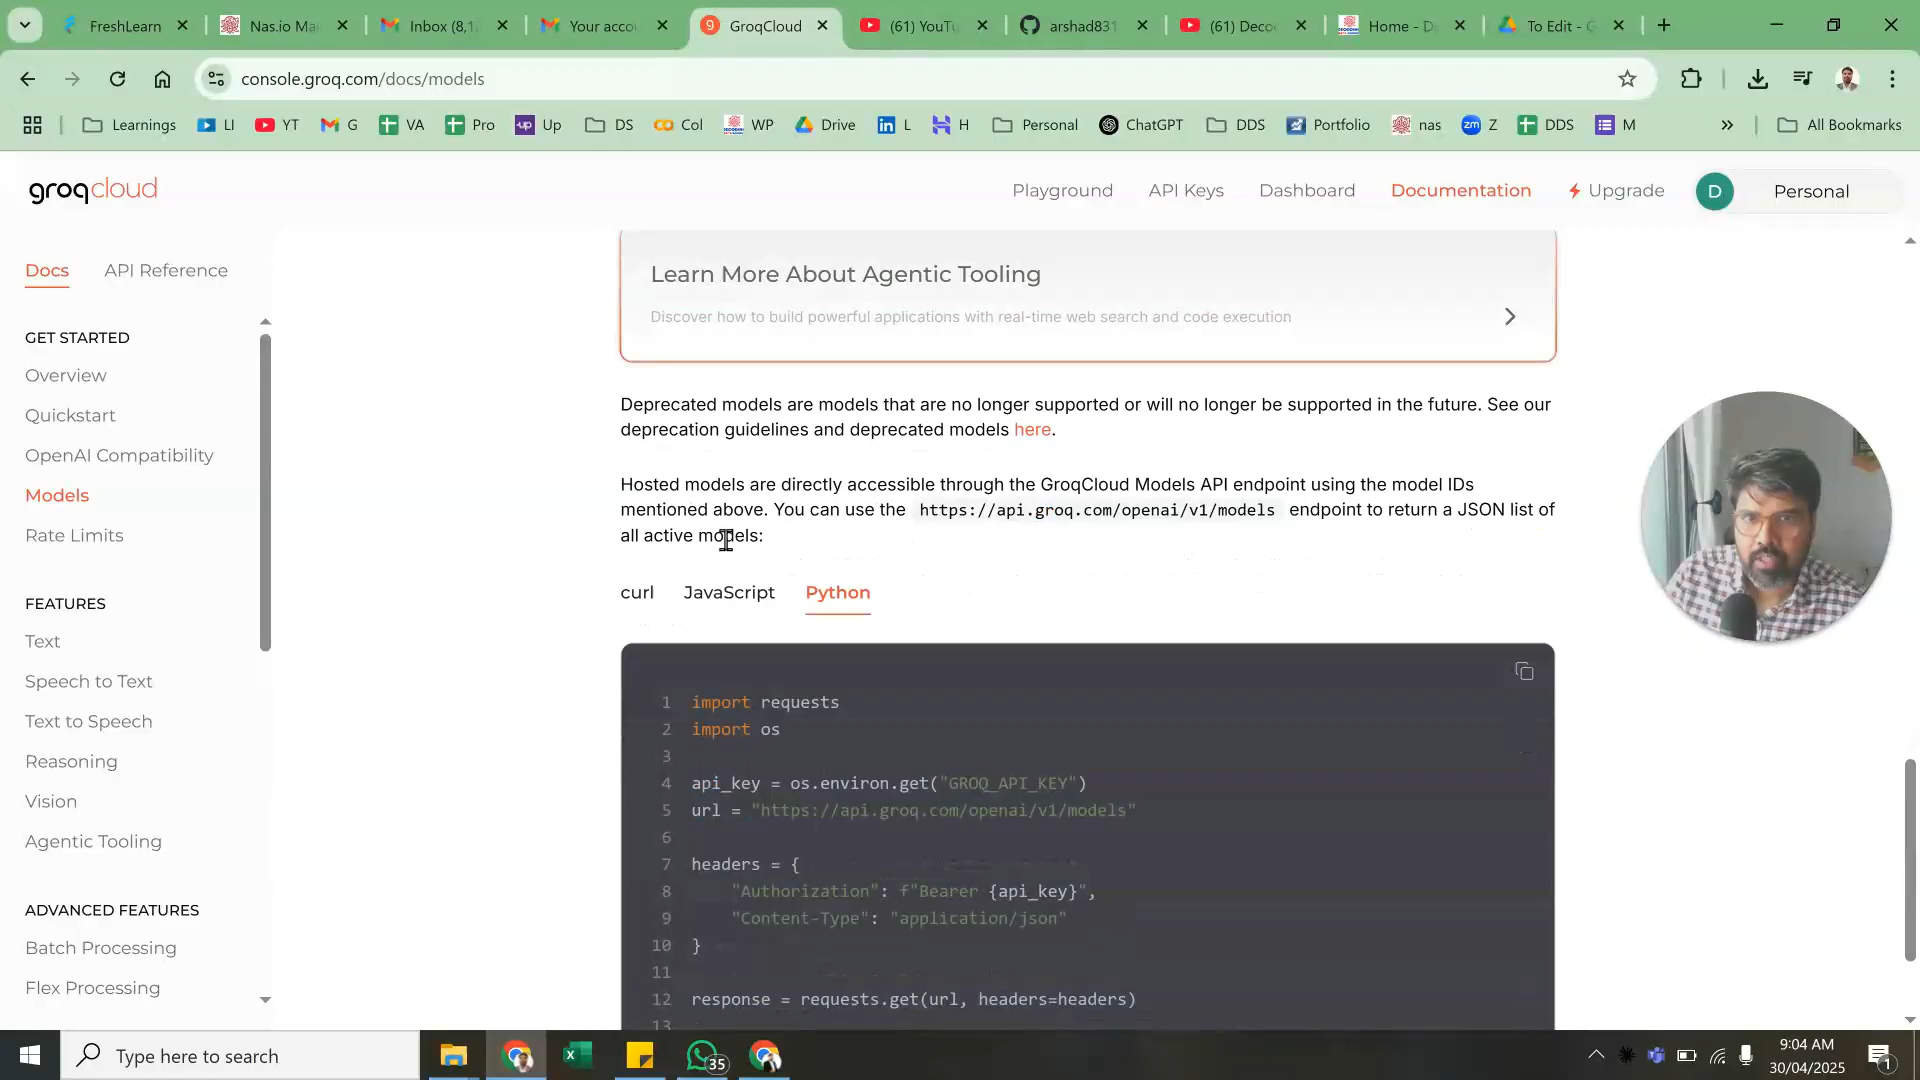 FreshLearn
Nas.io Ma
Inbox (8,1
Your acco
GroqCloud
(61) YouTu
arshad831
(61) Deco
Home - D
To Edit - G
console.groq.com/docs/models
Learnings
LI
YT
G
VA
Pro
Up
DS
Col
WP
Drive
L
H
Personal
ChatGPT
DDS
Portfolio
nas
Z
DDS
M
All Bookmarks
groqcloud
Playground
API Keys
Dashboard
Documentation
Upgrade
D
Personal
Docs
API Reference
GET STARTED
Overview
Quickstart
OpenAI Compatibility
Models
Rate Limits
FEATURES
Text
Speech to Text
Text to Speech
Reasoning
Vision
Agentic Tooling
ADVANCED FEATURES
Batch Processing
Flex Processing
Learn More About Agentic Tooling
Discover how to build powerful applications with real-time web search and code execution
Deprecated models are models that are no longer supported or will no longer be supported in the future. See our
deprecation guidelines and deprecated models here.
Hosted models are directly accessible through the GroqCloud Models API endpoint using the model IDs
mentioned above. You can use the https://api.groq.com/openai/v1/models endpoint to return a JSON list of
all active models:
curl
JavaScript
Python
1 import requests
2 import os
3
4 api_key = os.environ.get("GROQ_API_KEY")
5 url = "https://api.groq.com/openai/v1/models"
6
7 headers = {
8 "Authorization": f"Bearer {api_key}",
9 "Content-Type": "application/json"
10 }
11
12 response = requests.get(url, headers=headers)
13
Type here to search
35
9:04 AM
30/04/2025
1